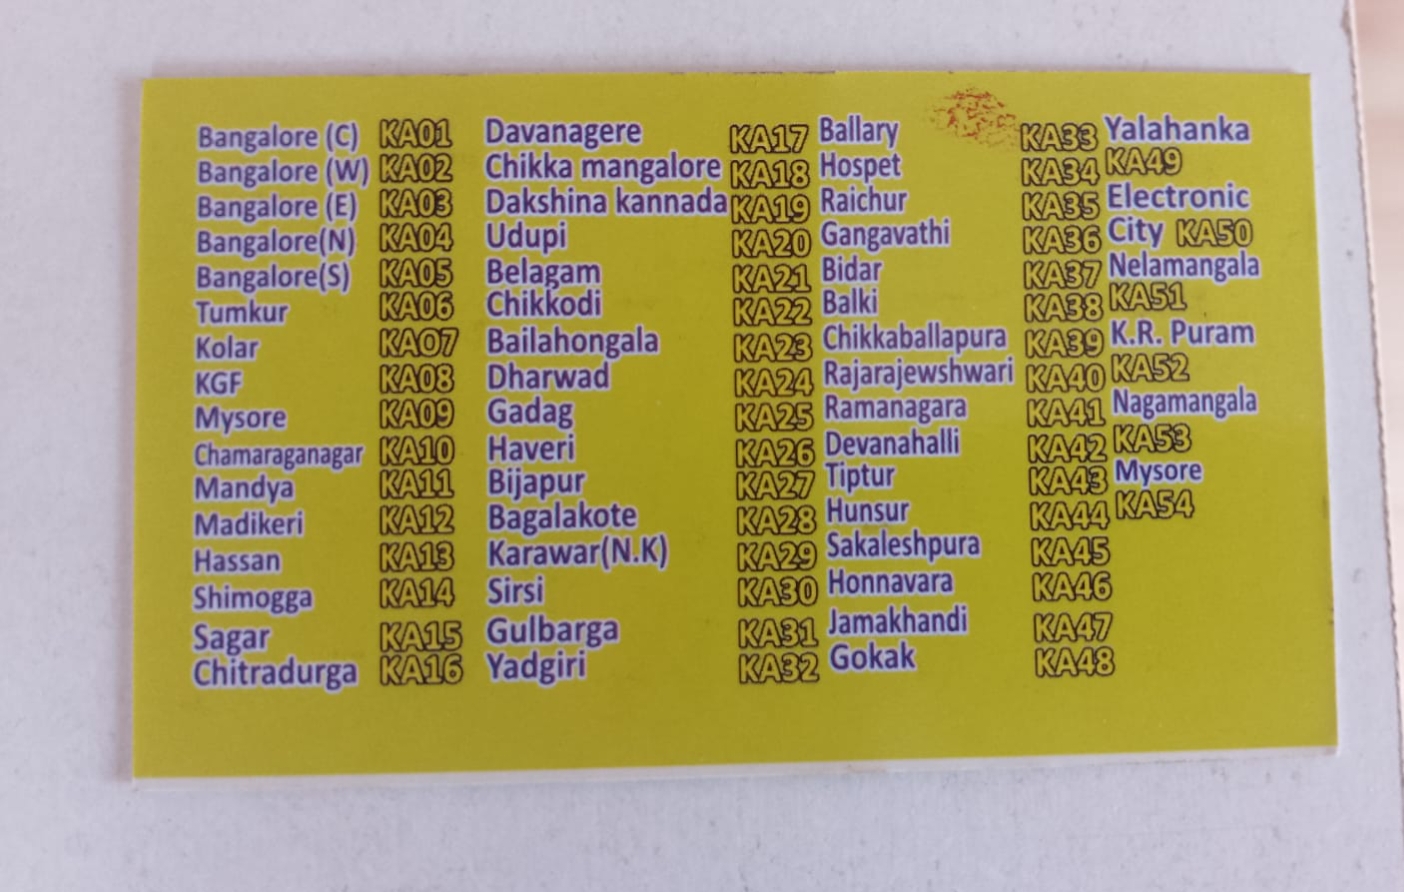 Bangalore (C) KA01
Bangalore (W) KA02
Bangalore (E) KA03
Bangalore(N) KA04
Bangalore(S) KA05
Tumkur KA06
Kolar KA07
KGF KA08
Mysore KA09
Chamaraganagar KA10
Mandya KA11
Madikeri KA12
Hassan KA13
Shimogga KA14
Sagar KA15
Chitradurga KA16
Davanagere KA17
Chikka mangalore KA18
Dakshina kannada KA19
Udupi KA20
Belagam KA21
Chikkodi KA22
Bailahongala KA23
Dharwad KA24
Gadag KA25
Haveri KA26
Bijapur KA27
Bagalakote KA28
Karawar(N.K) KA29
Sirsi KA30
Gulbarga KA31
Yadgiri KA32
Ballary KA33
Hospet KA34
Raichur KA35
Gangavathi KA36
Bidar KA37
Balki KA38
Chikkaballapura KA39
Rajarajewshwari KA40
Ramanagara KA41
Devanahalli KA42
Tiptur KA43
Hunsur KA44
Sakaleshpura KA45
Honnavara KA46
Jamakhandi KA47
Gokak KA48
Yalahanka
KA49
Electronic
City KA50
Nelamangala
KA51
K.R. Puram
KA52
Nagamangala
KA53
Mysore
KA54